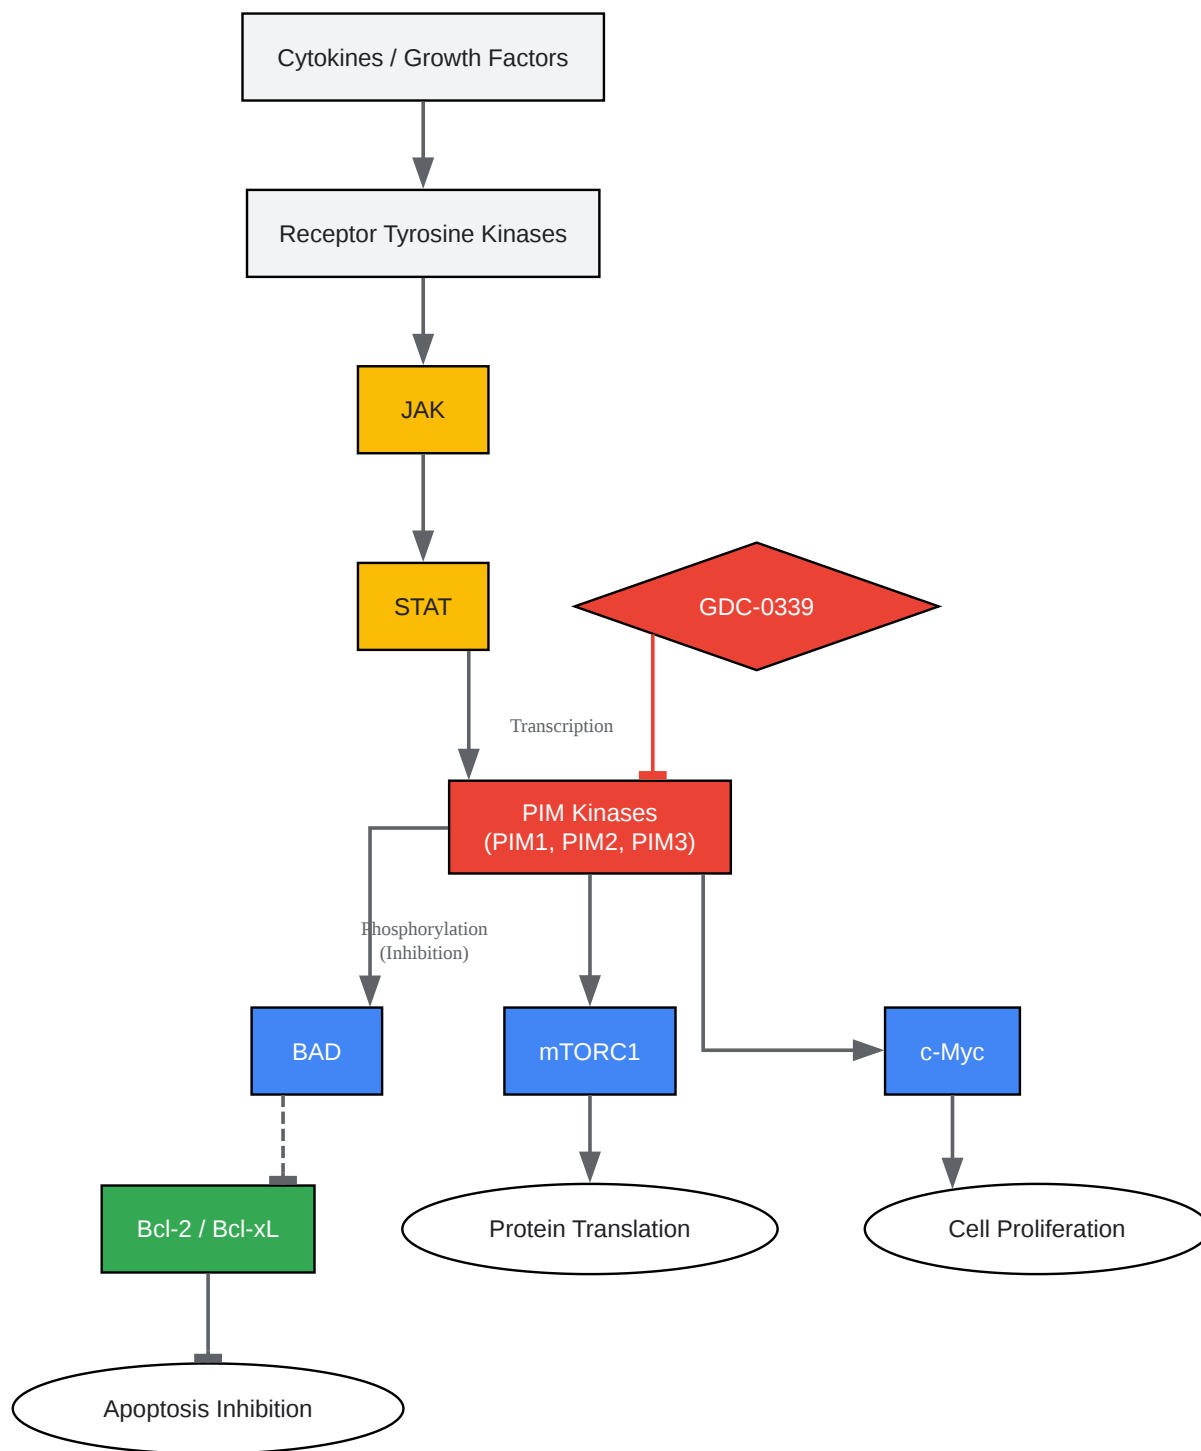 Cytokines / Growth Factors
Receptor Tyrosine Kinases
JAK
STAT
GDC-0339
Transcription
PIM Kinases
(PIM1, PIM2, PIM3)
Phosphorylation
(Inhibition)
BAD
mTORC1
c-Myc
Bcl-2 / Bcl-xL
Protein Translation
Cell Proliferation
Apoptosis Inhibition